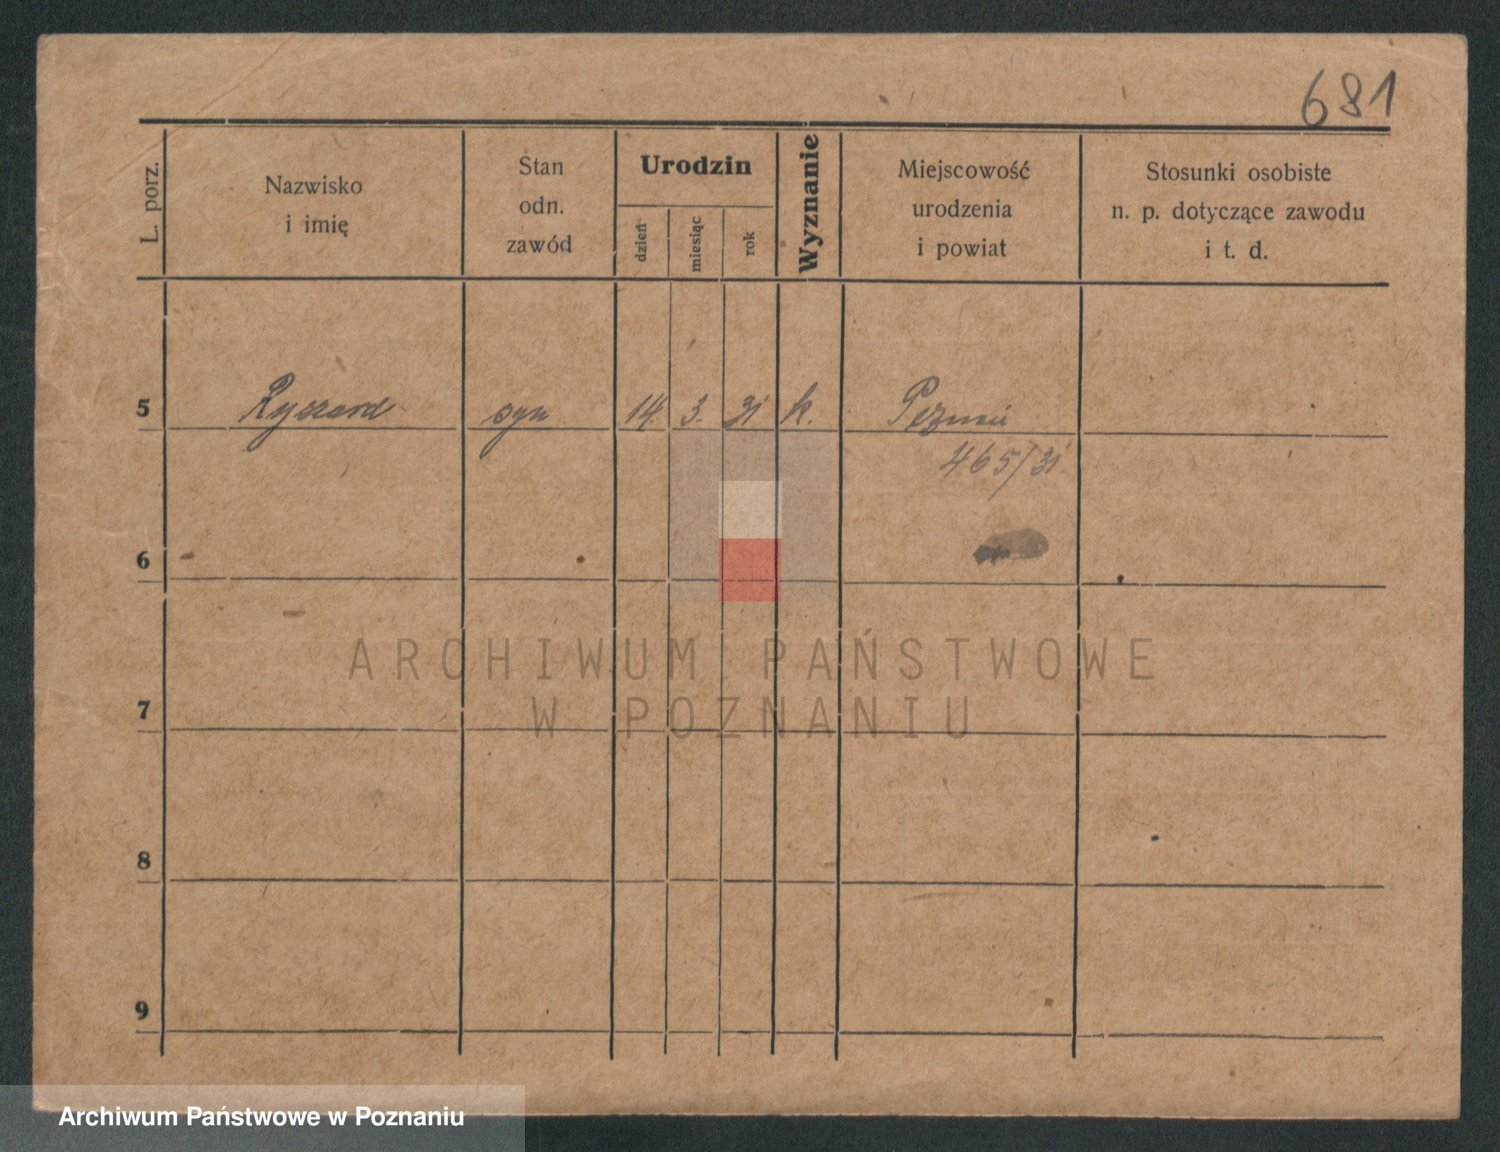 681
L. porz.
Nazwisko
i imię
Stan
odn.
zawód
Urodzin
dzień
miesiąc
rok
Wyznanie
Miejscowość
urodzenia
i powiat
Stosunki osobiste
n. p. dotyczące zawodu
i t. d.
5 Ryszard syn 14. 3. 31 k. Poznań
465/31
6
7
8
9
ARCHIWUM PAŃSTWOWE
W POZNANIU
Archiwum Państwowe w Poznaniu